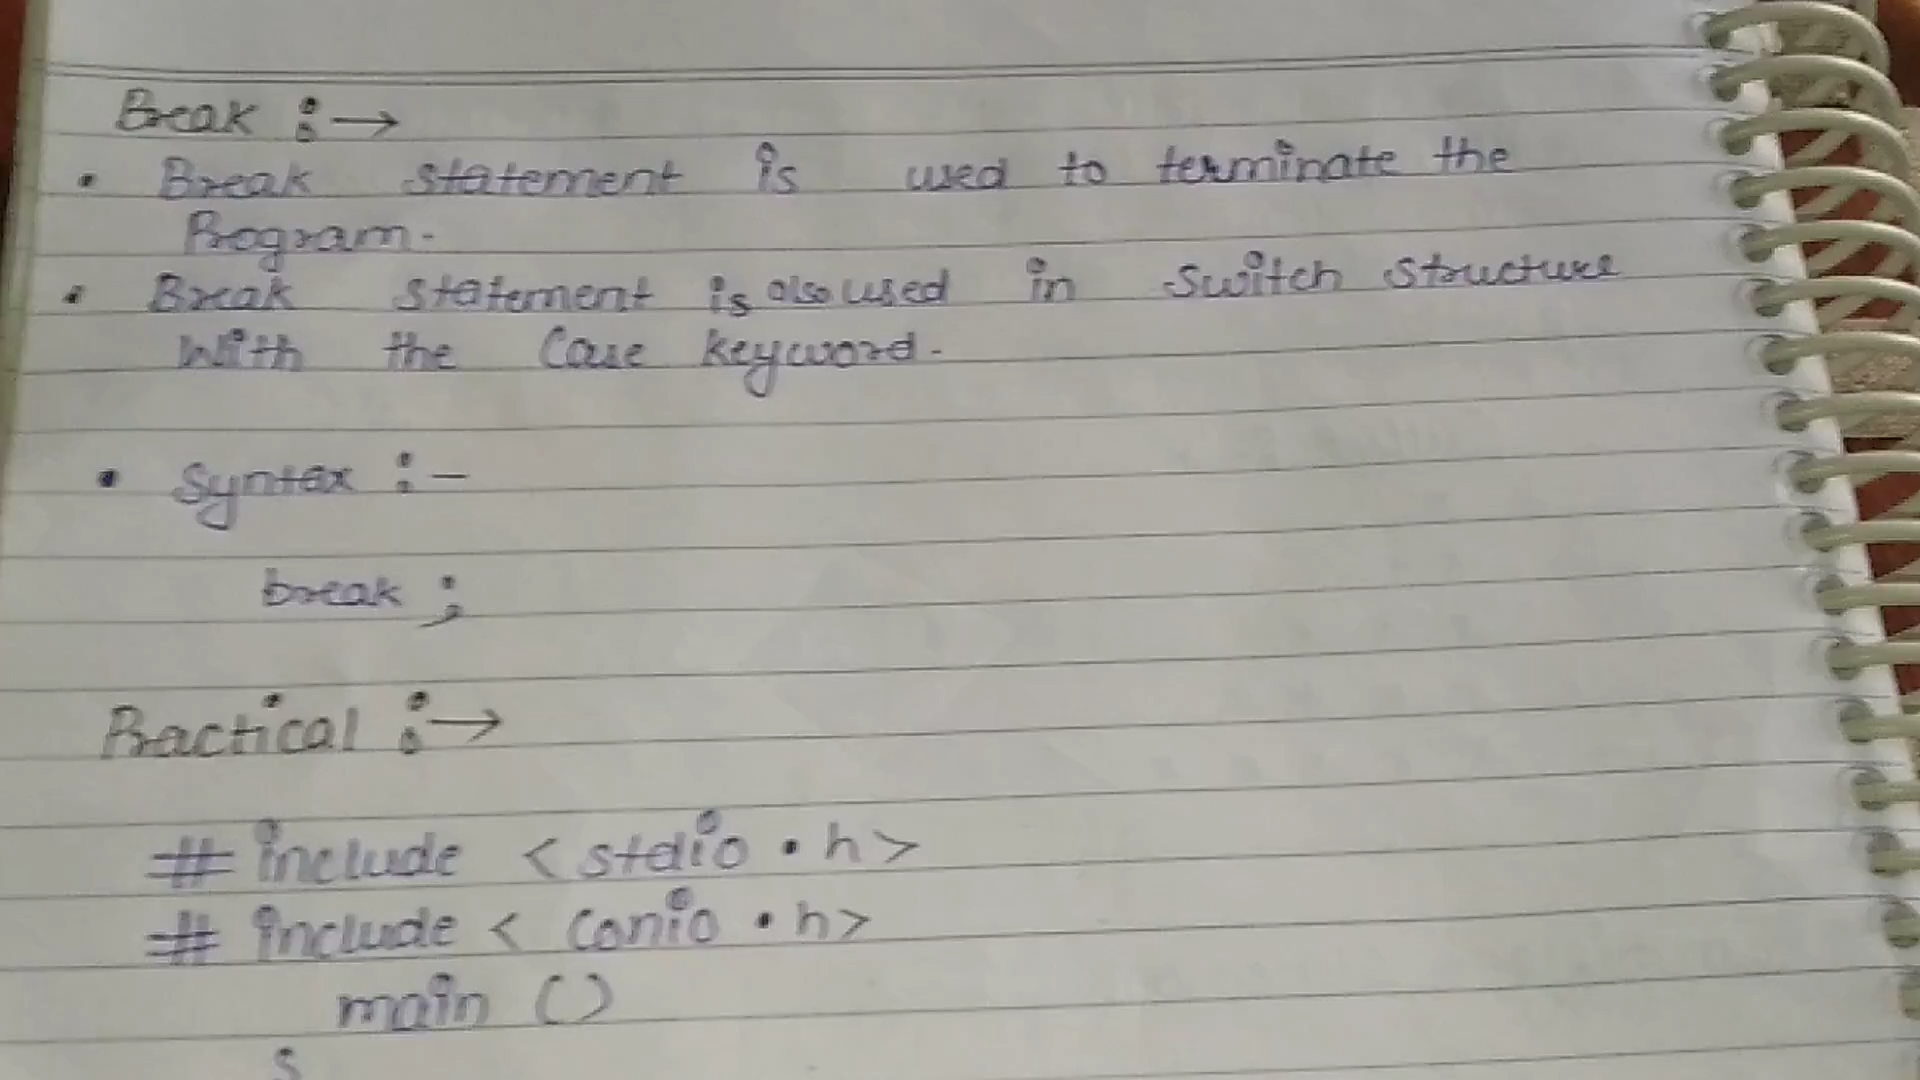 Break :→
• Break statement is used to terminate the
Program.
• Break statement is also used in switch structure
With the Case keyword.
• Syntax :-
break ;
Practical :→
# include < stdio . h>
# include < conio . h>
main ()